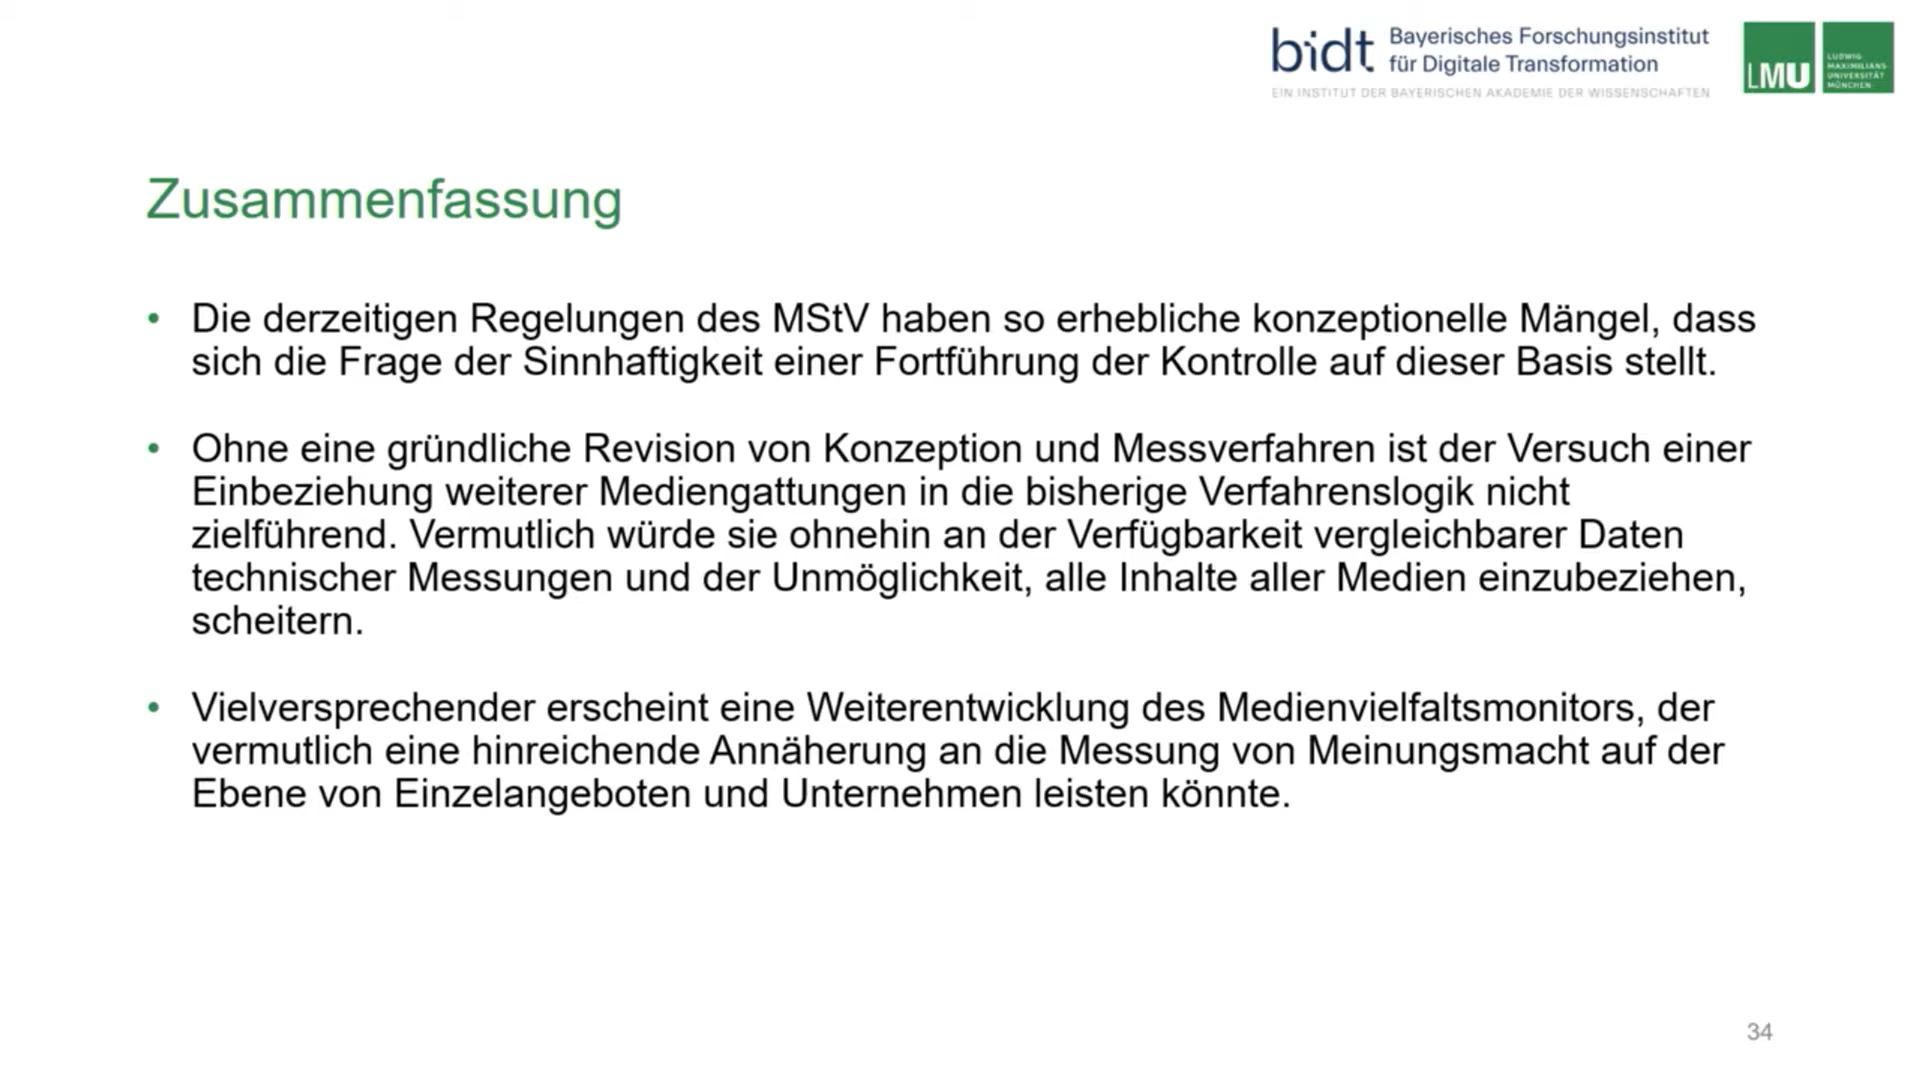 bidt Bayerisches Forschungsinstitut
für Digitale Transformation
EIN INSTITUT DER BAYERISCHEN AKADEMIE DER WISSENSCHAFTEN
LMU
LUDWIG
MAXIMILIANS
UNIVERSITÄT
MÜNCHEN
Zusammenfassung
• Die derzeitigen Regelungen des MStV haben so erhebliche konzeptionelle Mängel, dass
sich die Frage der Sinnhaftigkeit einer Fortführung der Kontrolle auf dieser Basis stellt.
• Ohne eine gründliche Revision von Konzeption und Messverfahren ist der Versuch einer
Einbeziehung weiterer Mediengattungen in die bisherige Verfahrenslogik nicht
zielführend. Vermutlich würde sie ohnehin an der Verfügbarkeit vergleichbarer Daten
technischer Messungen und der Unmöglichkeit, alle Inhalte aller Medien einzubeziehen,
scheitern.
• Vielversprechender erscheint eine Weiterentwicklung des Medienvielfaltsmonitors, der
vermutlich eine hinreichende Annäherung an die Messung von Meinungsmacht auf der
Ebene von Einzelangeboten und Unternehmen leisten könnte.
34